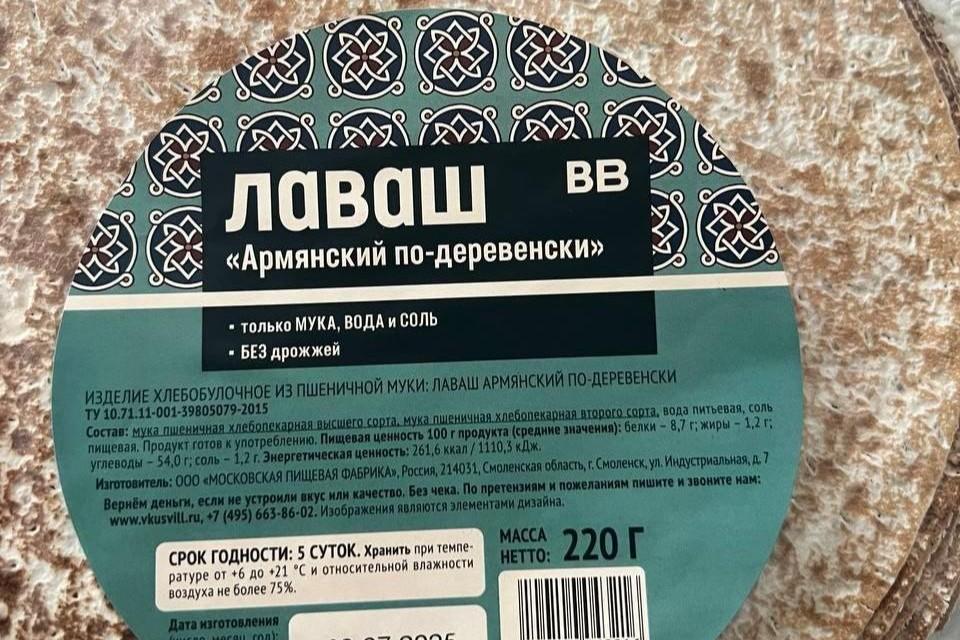 лаваш
ВВ
«Армянский по-деревенски»
▪ только МУКА, ВОДА и СОЛЬ
▪ БЕЗ дрожжей
ИЗДЕЛИЕ ХЛЕБОБУЛОЧНОЕ ИЗ ПШЕНИЧНОЙ МУКИ: ЛАВАШ АРМЯНСКИЙ ПО-ДЕРЕВЕНСКИ
ТУ 10.71.11-001-39805079-2015
Состав: мука пшеничная хлебопекарная высшего сорта, мука пшеничная хлебопекарная второго сорта, вода питьевая, соль
пищевая. Продукт готов к употреблению. Пищевая ценность 100 г продукта (средние значения): белки – 8,7 г; жиры – 1,2 г;
углеводы – 54,0 г; соль – 1,2 г. Энергетическая ценность: 261,6 ккал / 1110,3 кДж.
Изготовитель: ООО «МОСКОВСКАЯ ПИЩЕВАЯ ФАБРИКА», Россия, 214031, Смоленская область, г. Смоленск, ул. Индустриальная, д. 7
Вернём деньги, если не устроили вкус или качество. Без чека. По претензиям и пожеланиям пишите и звоните нам:
www.vkusvill.ru, +7 (495) 663-86-02. Изображения являются элементами дизайна.
СРОК ГОДНОСТИ: 5 СУТОК. Хранить при темпе-
ратуре от +6 до +21 °С и относительной влажности
воздуха не более 75%.
МАССА
НЕТТО: 220 Г
Дата изготовления
(число, месяц, год):